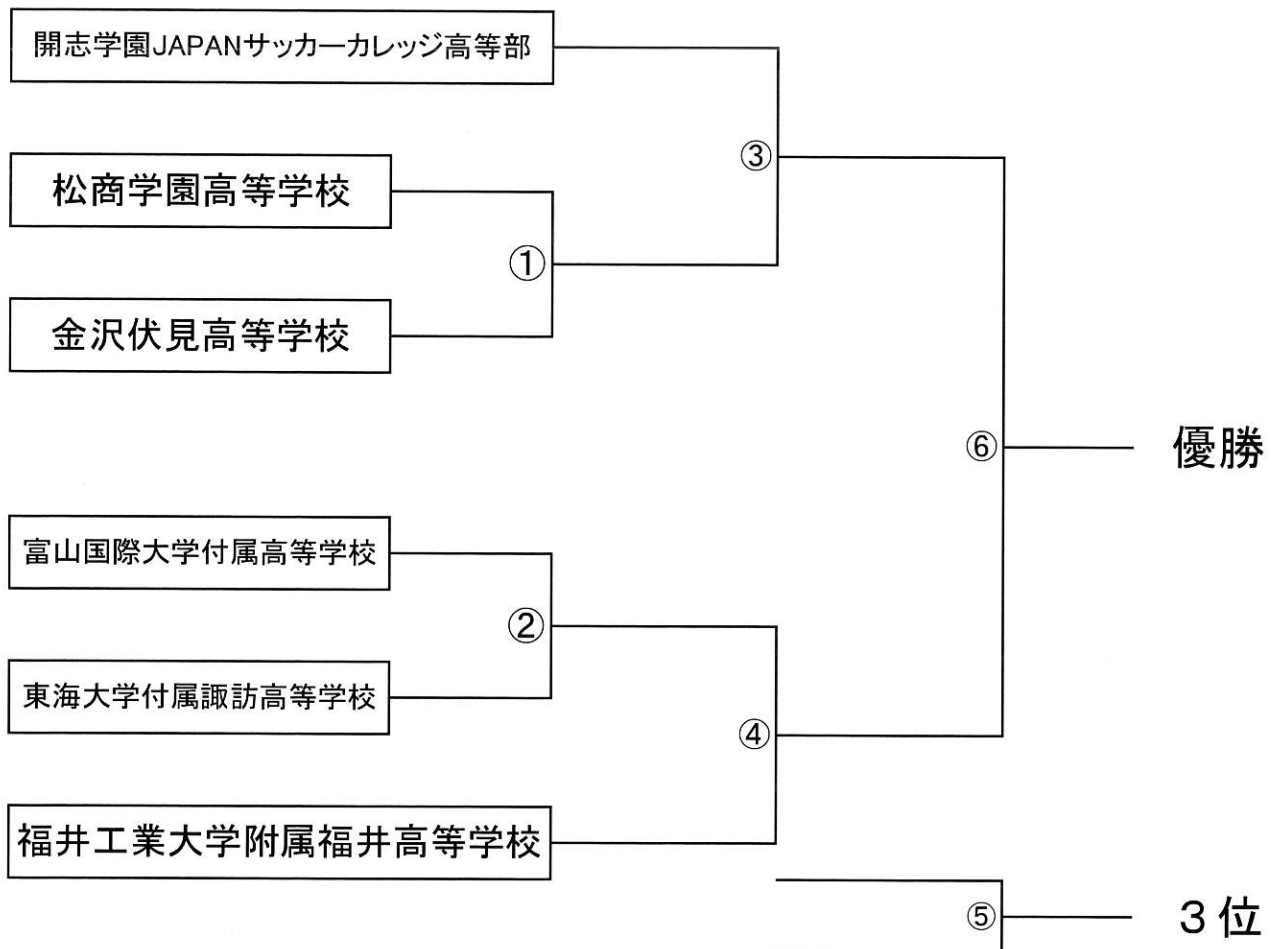 開志学園JAPANサッカーカレッジ高等部
③
松商学園高等学校
①
金沢伏見高等学校
⑥
優勝
富山国際大学付属高等学校
②
東海大学付属諏訪高等学校
④
福井工業大学附属福井高等学校
⑤
３位